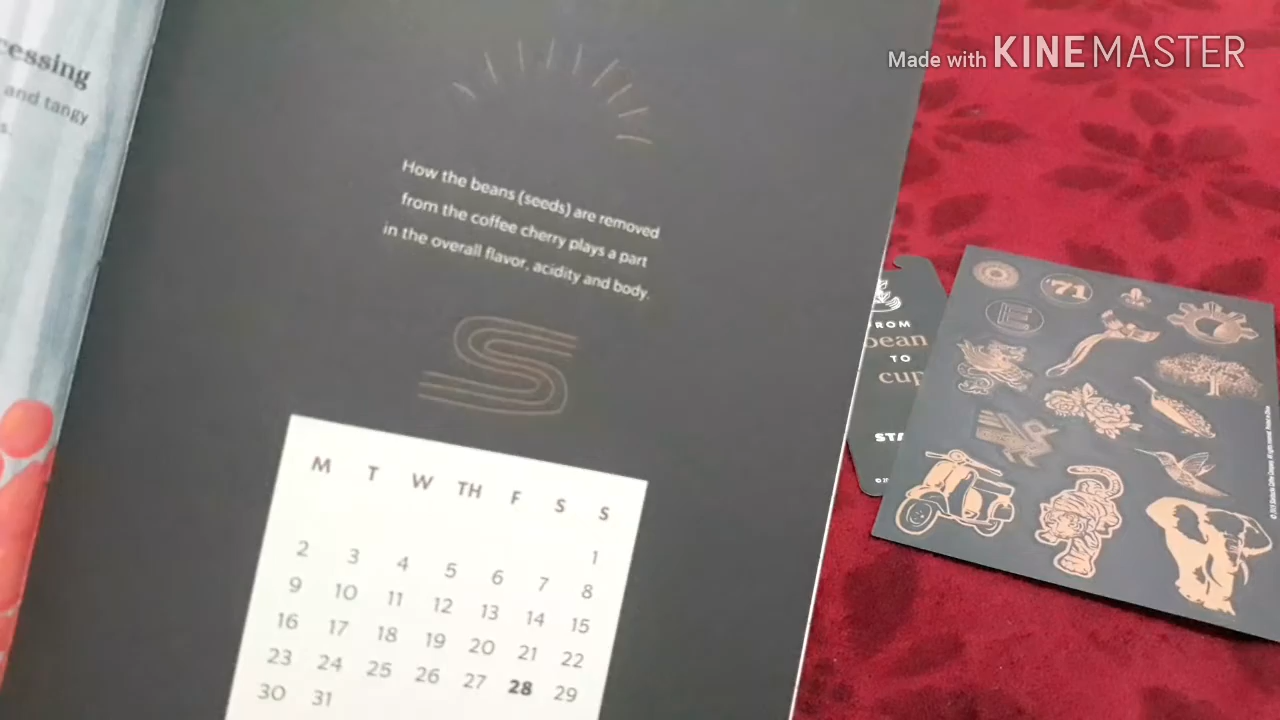 Made with KINEMASTER
cessing
and tangy
s.
How the beans (seeds) are removed
from the coffee cherry plays a part
in the overall flavor, acidity and body.
S
M T W TH F S S
1
2 3 4 5 6 7 8
9 10 11 12 13 14 15
16 17 18 19 20 21 22
23 24 25 26 27 28 29
30 31
FROM
bean
TO
cup
STA
'71
E